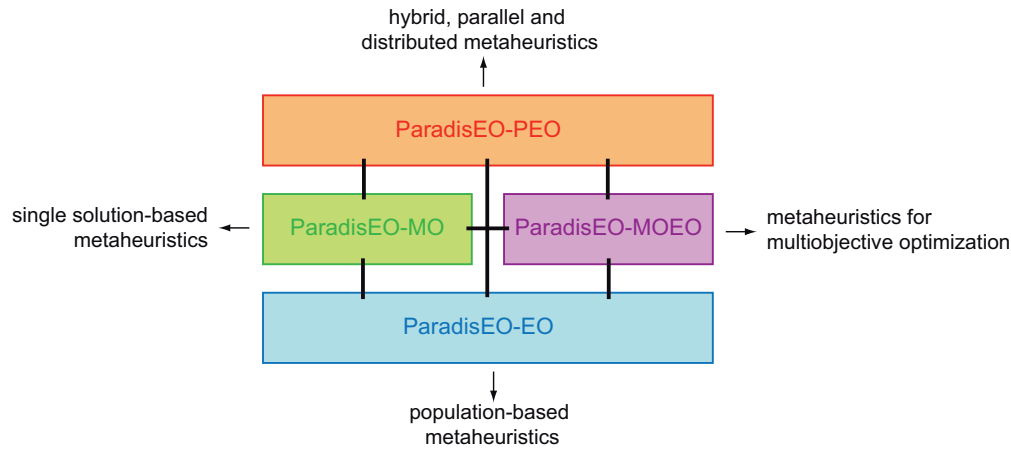 hybrid, parallel and
distributed metaheuristics
ParadisEO-PEO
single solution-based
metaheuristics
ParadisEO-MO
ParadisEO-MOEO
metaheuristics for
multiobjective optimization
ParadisEO-EO
population-based
metaheuristics